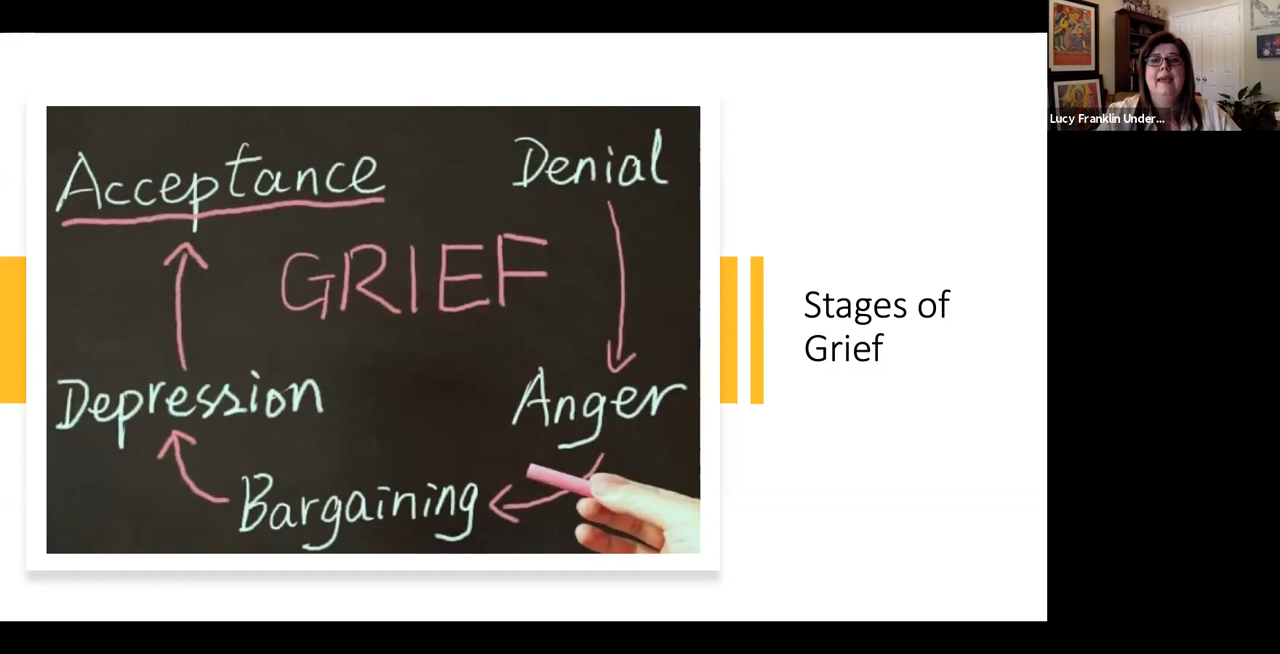 Acceptance
Denial
GRIEF
Depression
Anger
Bargaining
Stages of
Grief
Lucy Franklin Under...